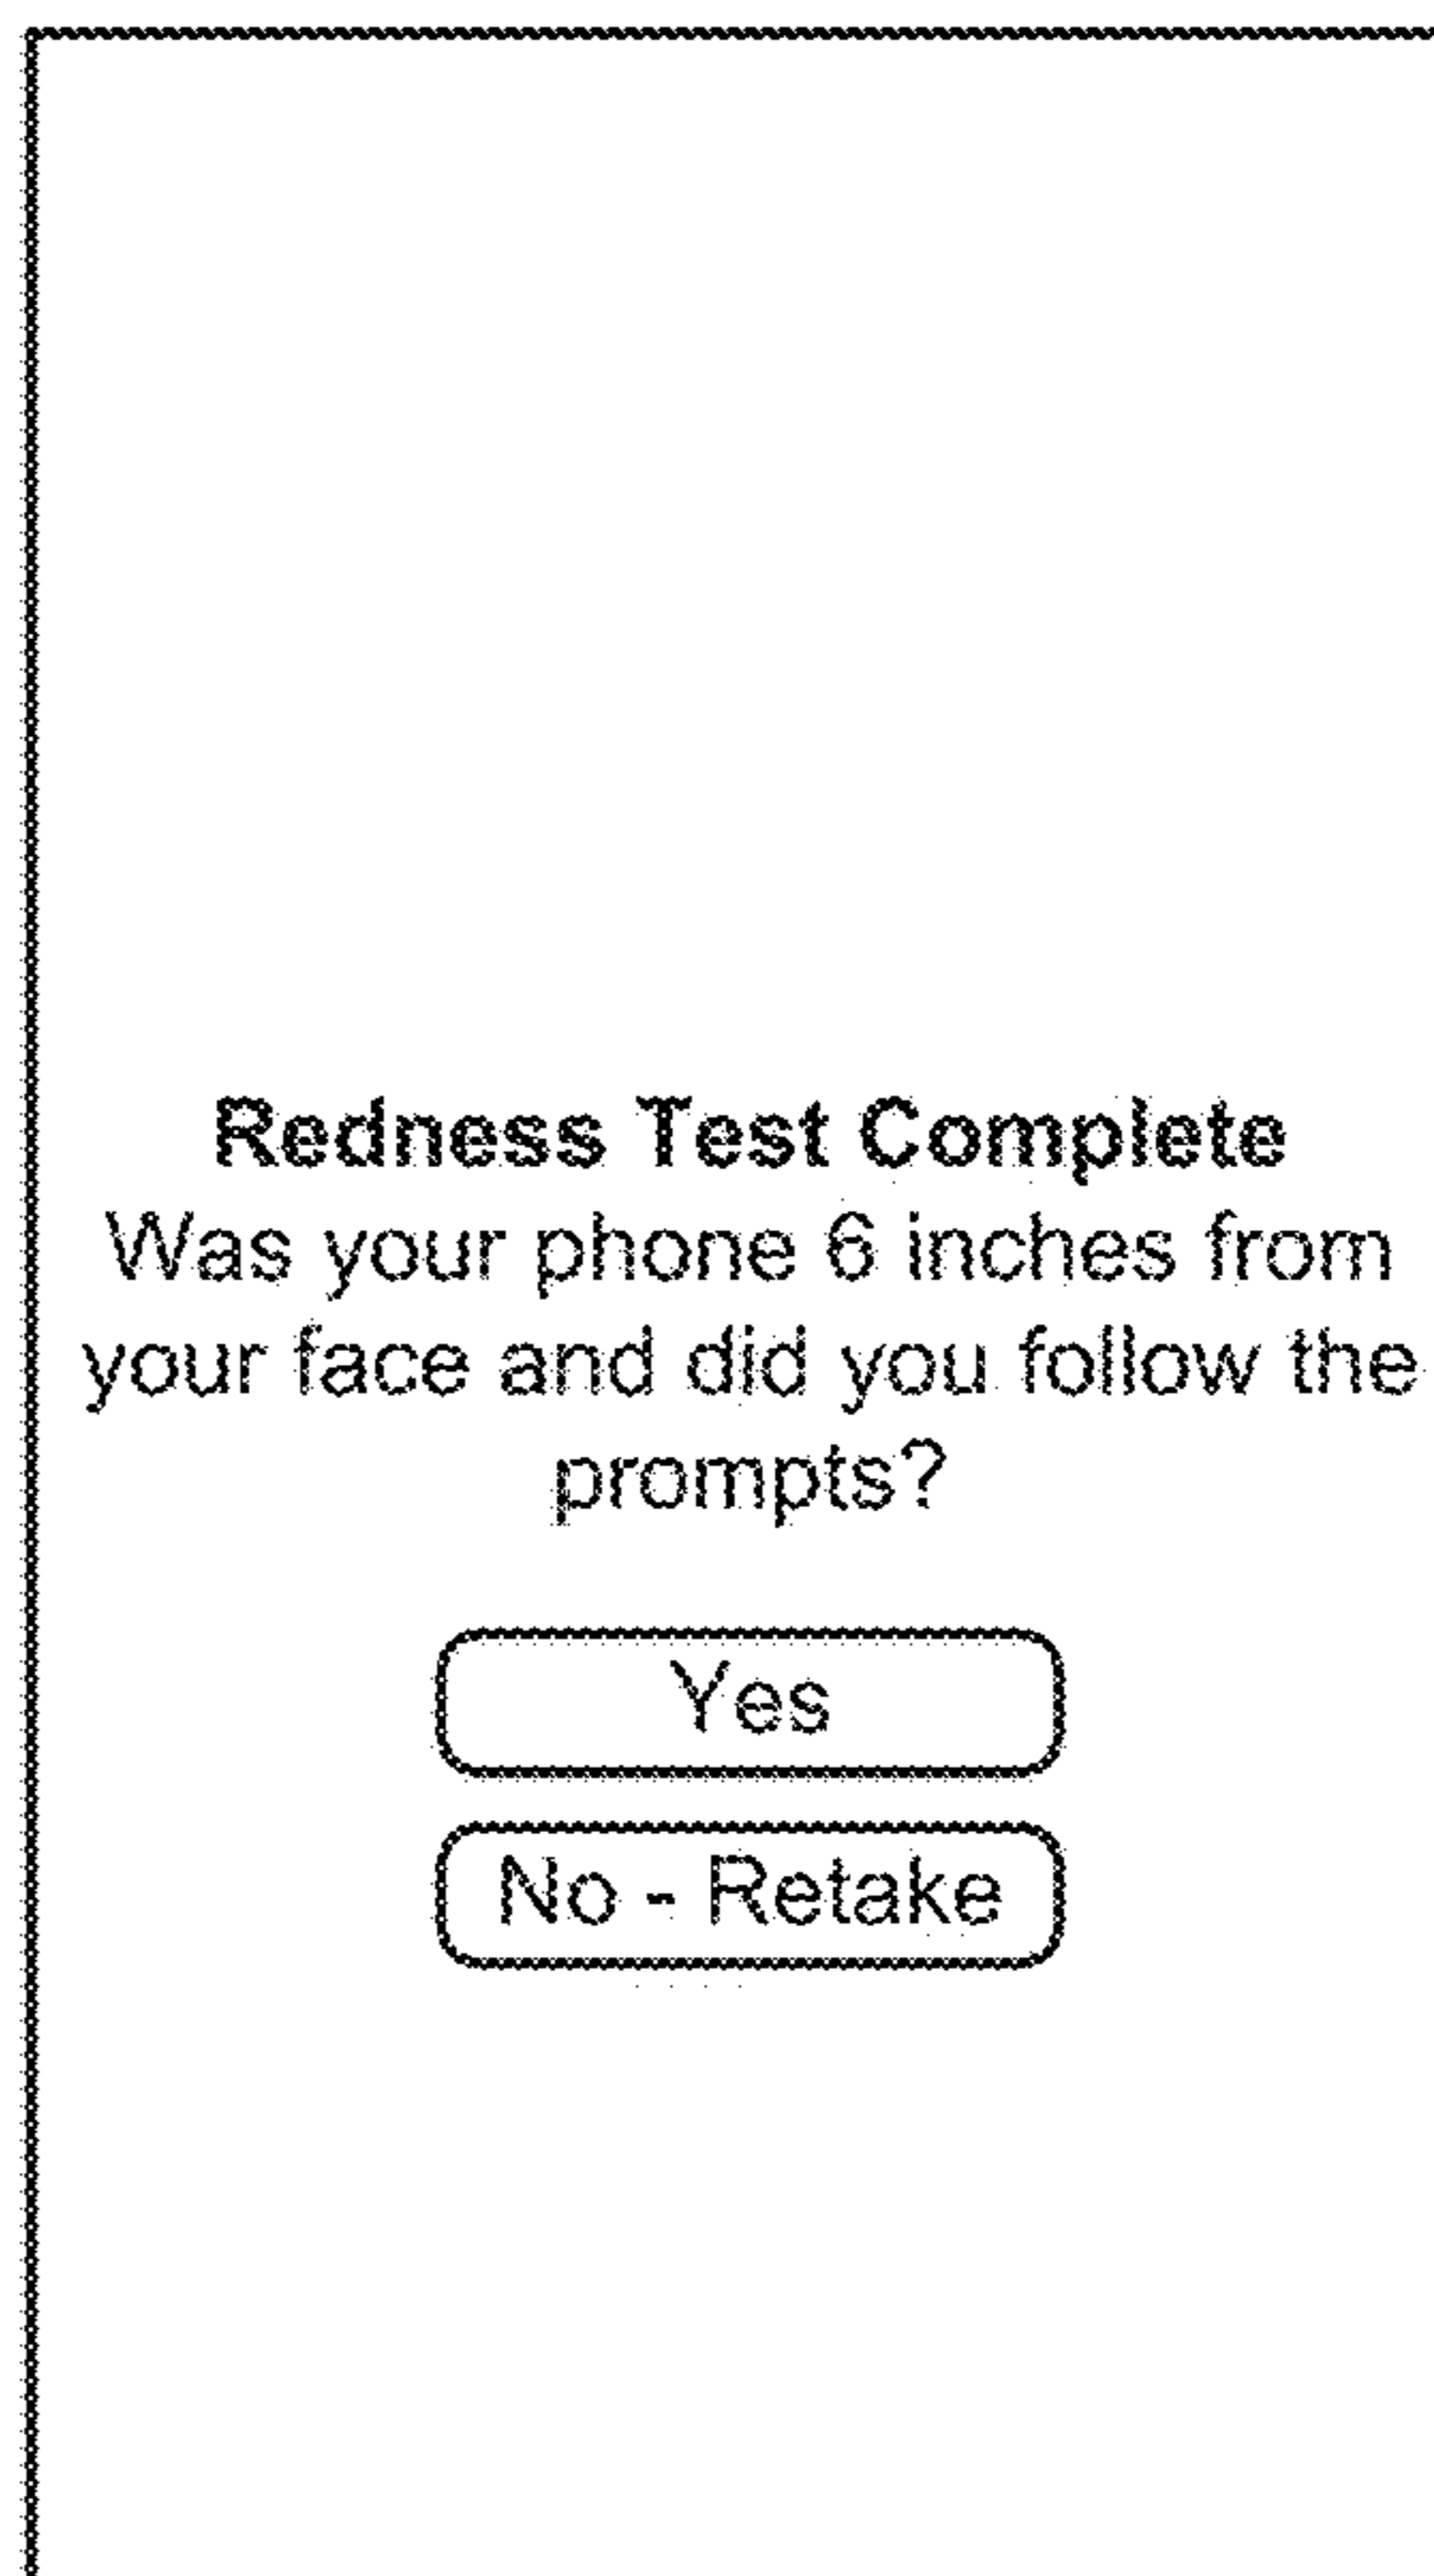 Redness Test Complete
Was your phone 6 inches from
your face and did you follow the
prompts?
Yes
No - Retake